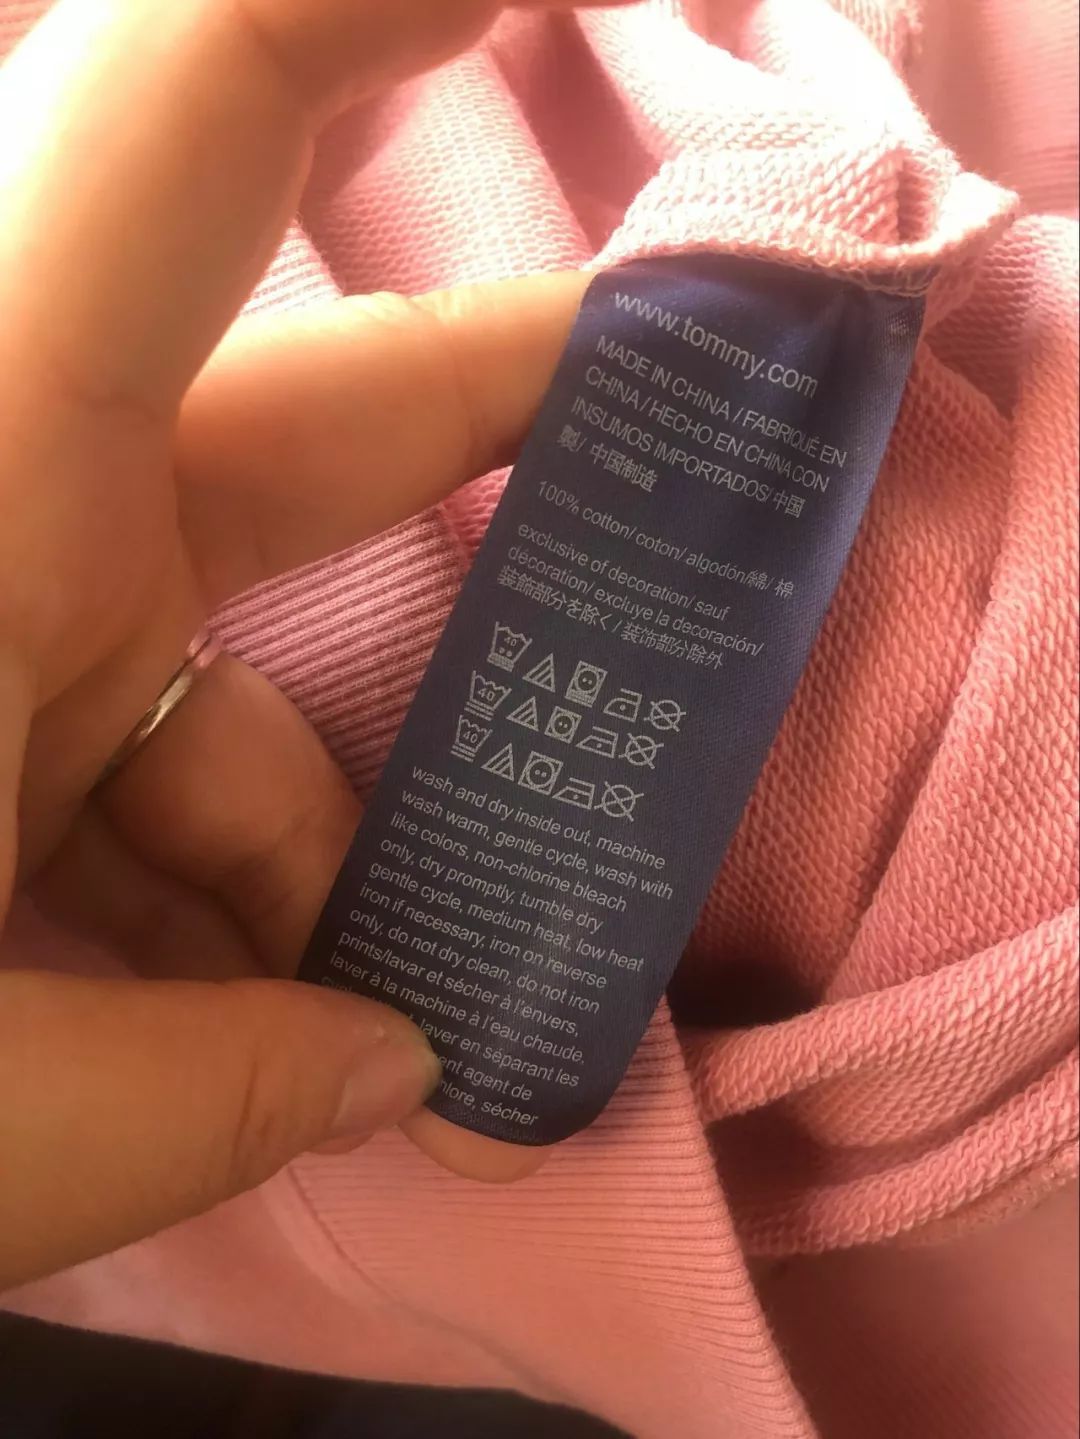 www.tommy.com
MADE IN CHINA / FABRIQUÉ EN
CHINA / HECHO EN CHINA CON
INSUMOS IMPORTADOS/ 中国
製/ 中国制造
100% cotton/ coton/ algodón/綿/ 棉
exclusive of decoration/ sauf
décoration/ excluye la decoración/
装飾部分を除く/ 装饰部分除外
40
40
40
wash and dry inside out, machine
wash warm, gentle cycle, wash with
like colors, non-chlorine bleach
only, dry promptly, tumble dry
gentle cycle, medium heat, low heat
iron if necessary, iron on reverse
only, do not dry clean, do not iron
prints/lavar et sécher à l'envers,
laver à la machine à l'eau chaude,
laver en séparant les
agent de
sécher